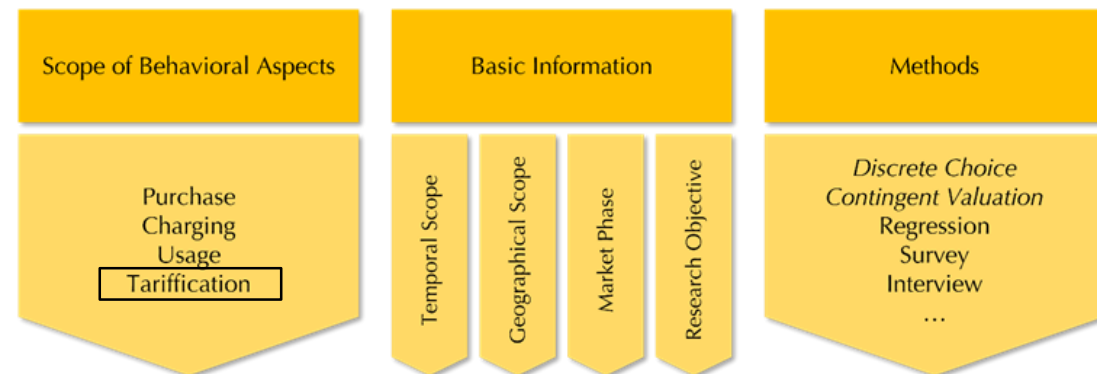 Scope of Behavioral Aspects
Purchase
Charging
Usage
Tariffication
Basic Information
Temporal Scope
Geographical Scope
Market Phase
Research Objective
Methods
Discrete Choice
Contingent Valuation
Regression
Survey
Interview
…